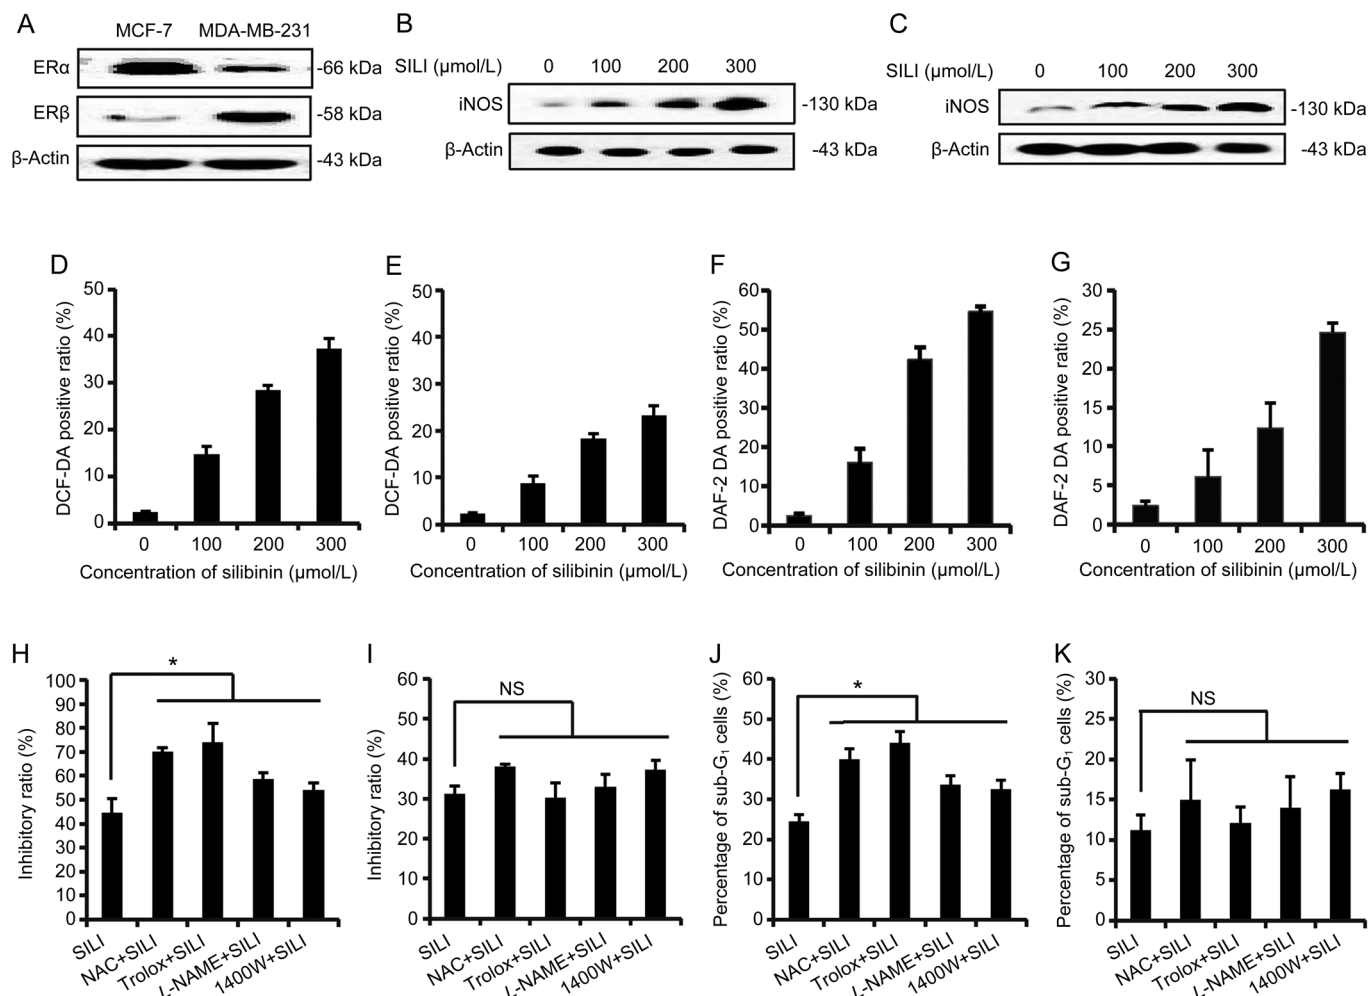 A
MCF-7 MDA-MB-231
ERα -66 kDa
ERβ -58 kDa
β-Actin -43 kDa
B
SILI (µmol/L) 0 100 200 300
iNOS -130 kDa
β-Actin -43 kDa
C
SILI (µmol/L) 0 100 200 300
iNOS -130 kDa
β-Actin -43 kDa
D
DCF-DA positive ratio (%)
50
40
30
20
10
0
0 100 200 300
Concentration of silibinin (µmol/L)
E
DCF-DA positive ratio (%)
50
40
30
20
10
0
0 100 200 300
Concentration of silibinin (µmol/L)
F
DAF-2 DA positive ratio (%)
60
50
40
30
20
10
0
0 100 200 300
Concentration of silibinin (µmol/L)
G
DAF-2 DA positive ratio (%)
30
25
20
15
10
5
0
0 100 200 300
Concentration of silibinin (µmol/L)
H
Inhibitory ratio (%)
100
90
80
70
60
50
40
30
20
10
0
*
SILI
NAC+SILI
Trolox+SILI
L-NAME+SILI
1400W+SILI
I
Inhibitory ratio (%)
60
50
40
30
20
10
0
NS
SILI
NAC+SILI
Trolox+SILI
L-NAME+SILI
1400W+SILI
J
Percentage of sub-G₁ cells (%)
60
50
40
30
20
10
0
*
SILI
NAC+SILI
Trolox+SILI
L-NAME+SILI
1400W+SILI
K
Percentage of sub-G₁ cells (%)
30
25
20
15
10
5
0
NS
SILI
NAC+SILI
Trolox+SILI
L-NAME+SILI
1400W+SILI